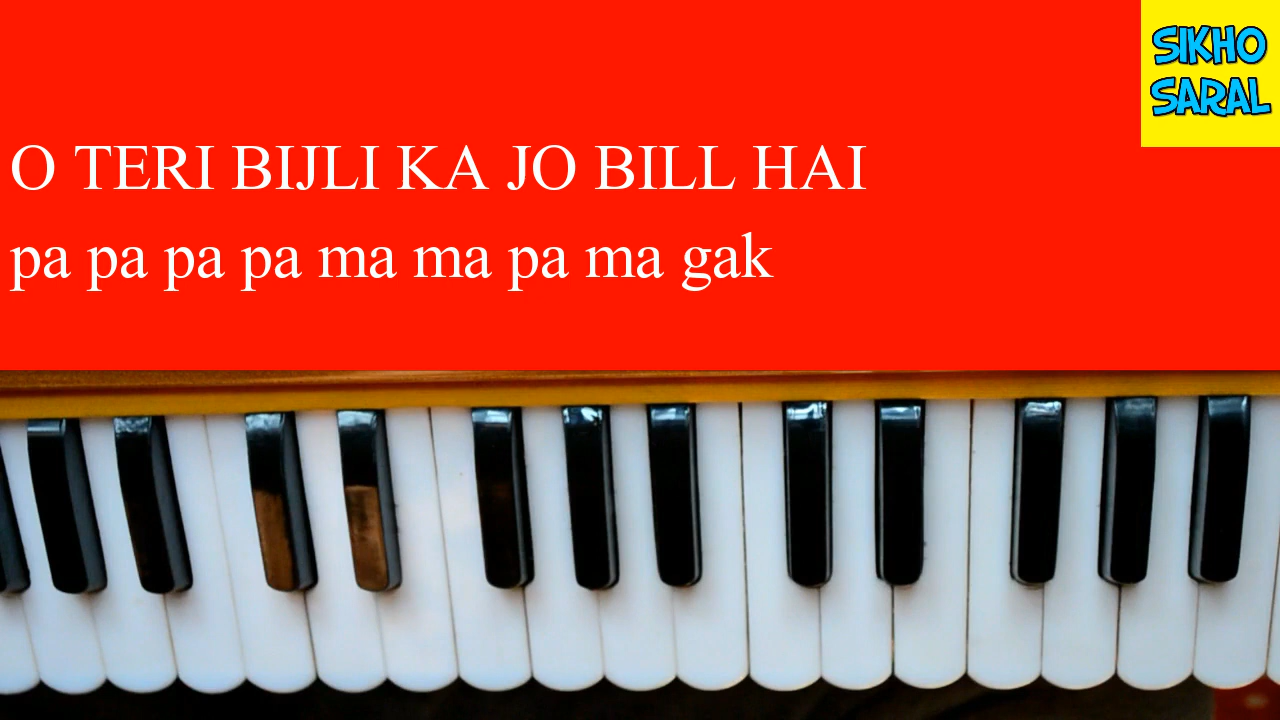 SIKHO
SARAL
O TERI BIJLI KA JO BILL HAI
pa pa pa pa ma ma pa ma gak